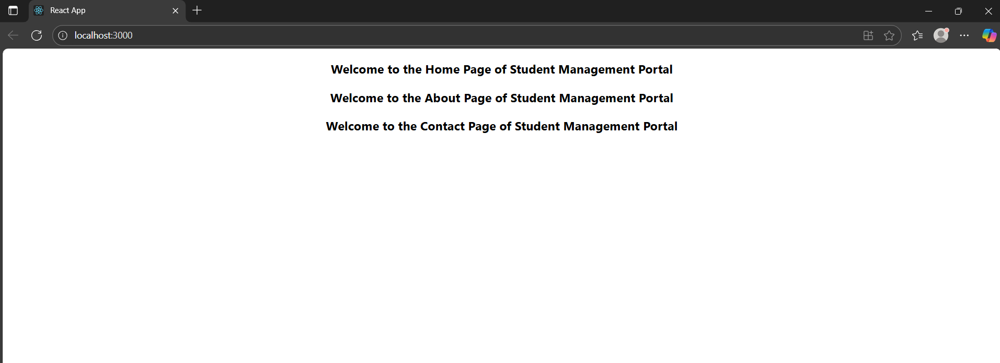 React App
localhost:3000
Welcome to the Home Page of Student Management Portal
Welcome to the About Page of Student Management Portal
Welcome to the Contact Page of Student Management Portal